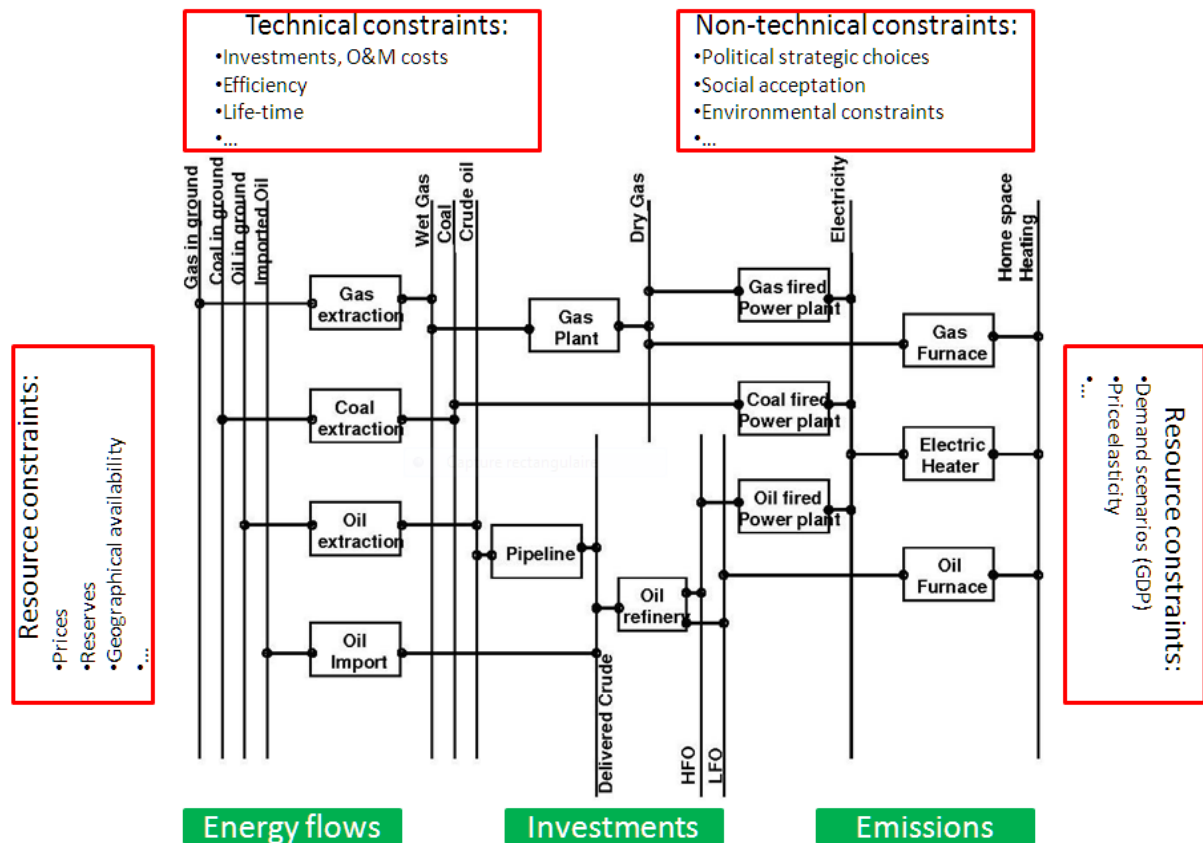 Technical constraints:
•Investments, O&M costs
•Efficiency
•Life-time
•...
Non-technical constraints:
•Political strategic choices
•Social acceptation
•Environmental constraints
•...
Gas in ground
Coal in ground
Oil in ground
Imported Oil
Wet Gas
Coal
Crude oil
Dry Gas
Electricity
Home space
Heating
Gas
extraction
Gas
Plant
Gas fired
Power plant
Gas
Furnace
Coal
extraction
Coal fired
Power plant
Electric
Heater
Capture rectangulaire
Oil
extraction
Pipeline
Oil fired
Power plant
Oil
refinery
Oil
Furnace
Oil
Import
Delivered Crude
HFO
LFO
Resource constraints:
•Prices
•Reserves
•Geographical availability
•...
Resource constraints:
•Demand scenarios (GDP)
•Price elasticity
•...
Energy flows
Investments
Emissions